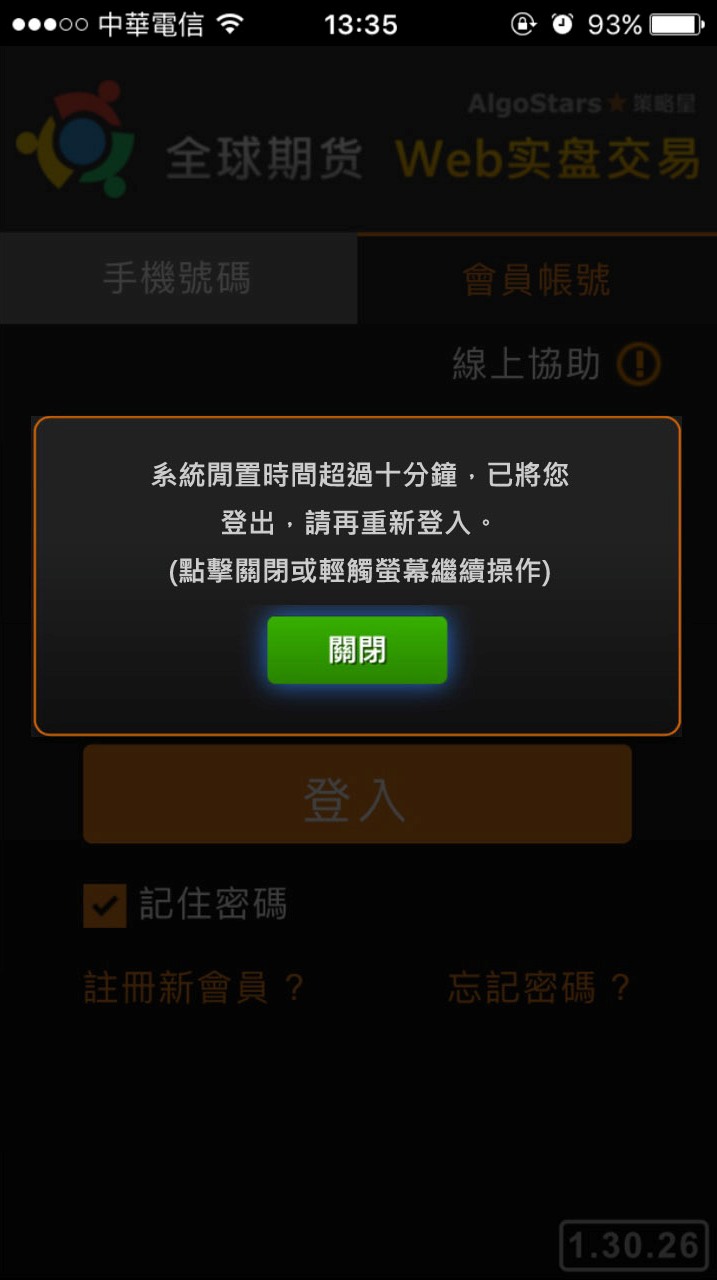 中華電信 13:35 93%
AlgoStars★策略星
全球期货 Web实盘交易
手機號碼 會員帳號
線上協助
系統閒置時間超過十分鐘，已將您
登出，請再重新登入。
(點擊關閉或輕觸螢幕繼續操作)
關閉
登入
記住密碼
註冊新會員？ 忘記密碼？
1.30.26